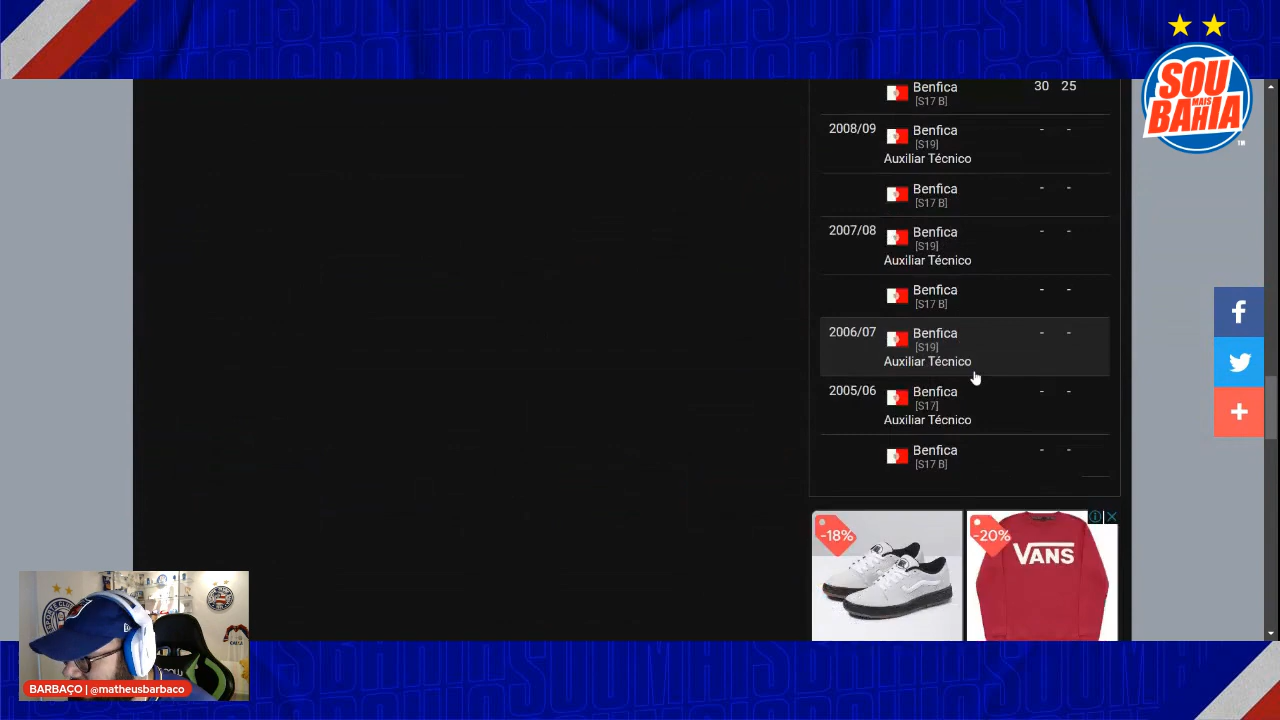 SOU
MAIS
BAHIA
TM
Benfica 30 25
[S17 B]
2008/09 Benfica - -
[S19]
Auxiliar Técnico
Benfica - -
[S17 B]
2007/08 Benfica - -
[S19]
Auxiliar Técnico
Benfica - -
[S17 B]
2006/07 Benfica - -
[S19]
Auxiliar Técnico
2005/06 Benfica - -
[S17]
Auxiliar Técnico
Benfica - -
[S17 B]
-18%
-20%
VANS
BARBAÇO | @matheusbarbaco